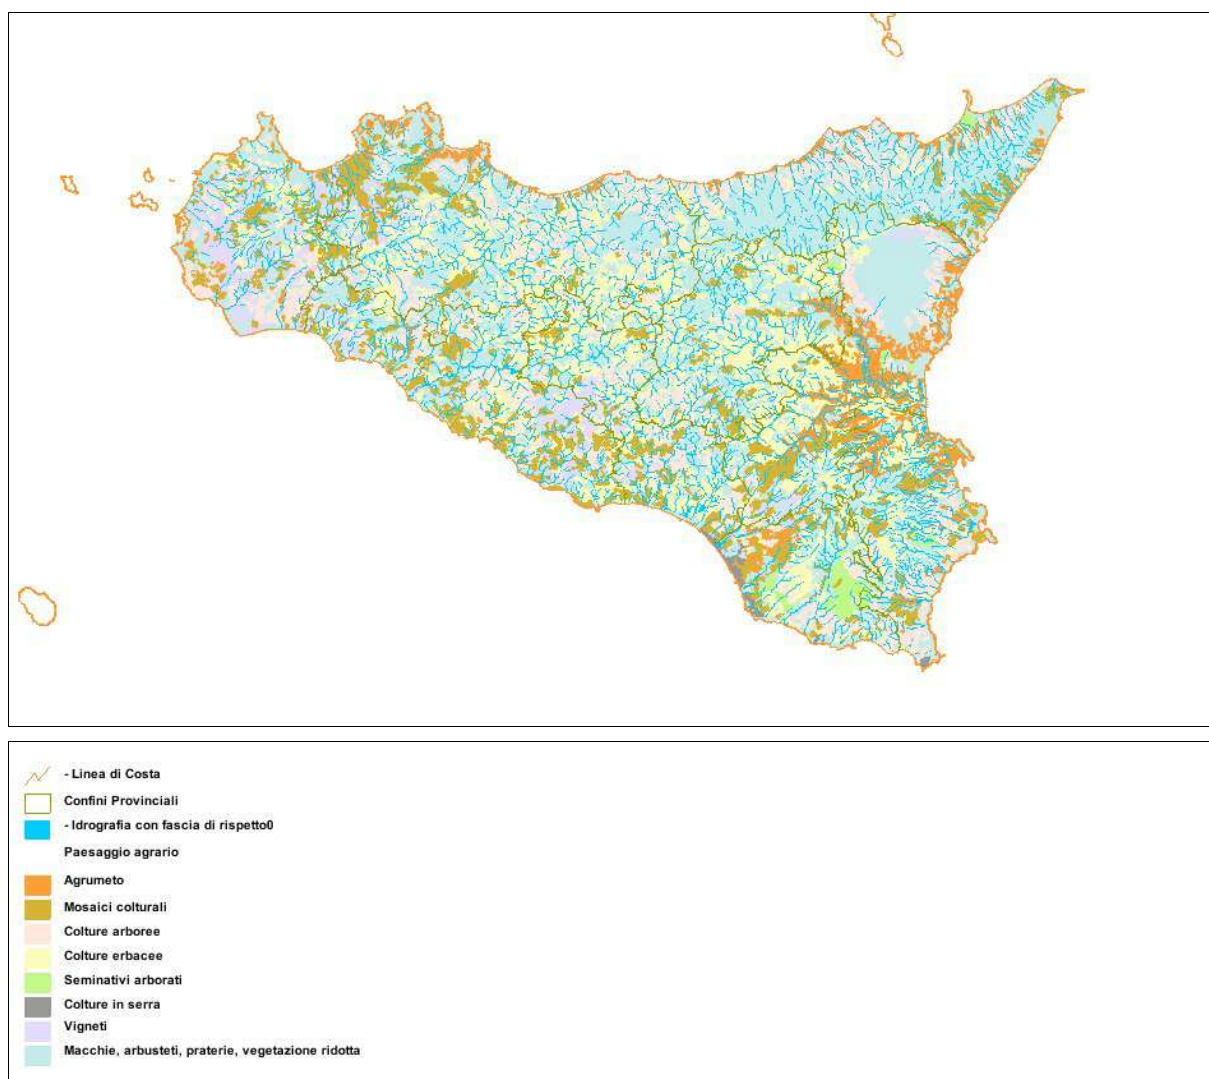 - Linea di Costa
Confini Provinciali
- Idrografia con fascia di rispetto0
Paesaggio agrario
Agrumeto
Mosaici colturali
Colture arboree
Colture erbacee
Seminativi arborati
Colture in serra
Vigneti
Macchie, arbusteti, praterie, vegetazione ridotta